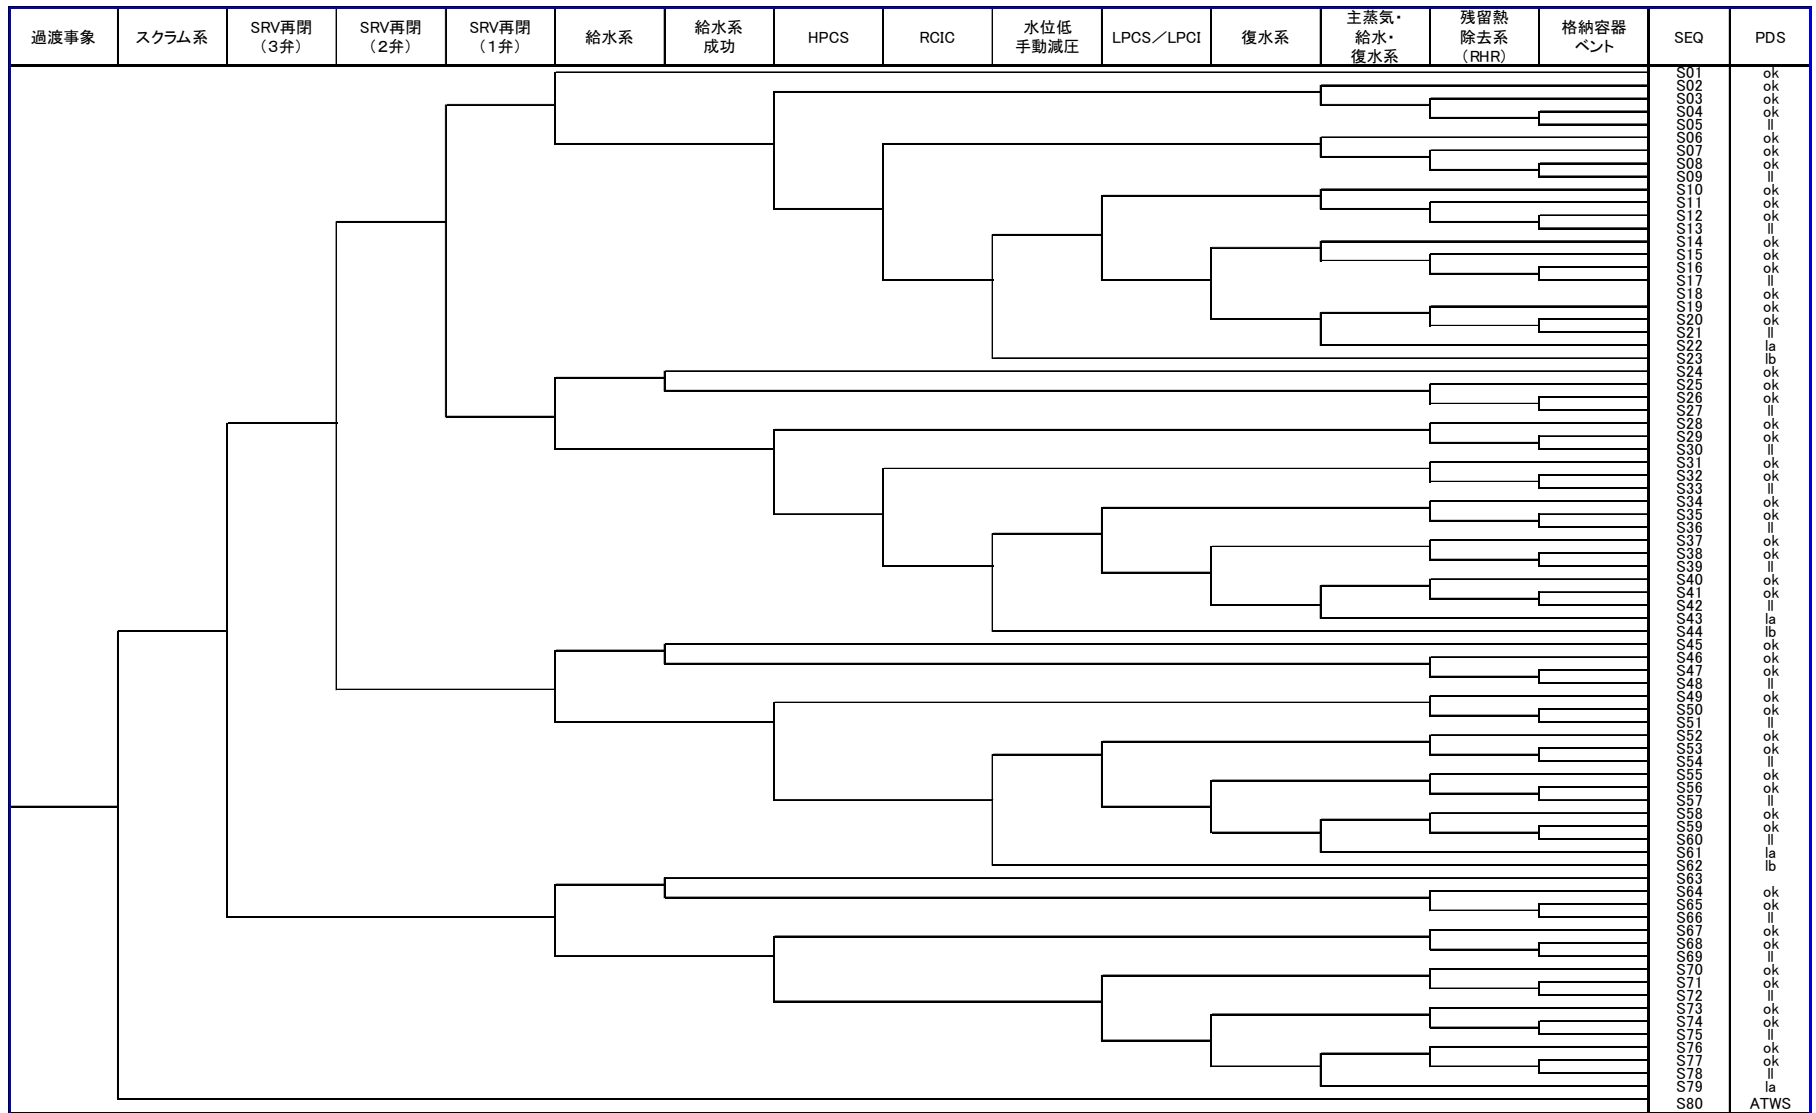 過渡事象
スクラム系
SRV再閉
(3弁)
SRV再閉
(2弁)
SRV再閉
(1弁)
給水系
給水系
成功
HPCS
RCIC
水位低
手動減圧
LPCS/LPCI
復水系
主蒸気・
給水・
復水系
残留熱
除去系
(RHR)
格納容器
ベント
SEQ
PDS
S01 ok
S02 ok
S03 ok
S04 ok
S05 II
S06 ok
S07 ok
S08 ok
S09 II
S10 ok
S11 ok
S12 ok
S13 II
S14 ok
S15 ok
S16 ok
S17 II
S18 ok
S19 ok
S20 ok
S21 II
S22 Ia
S23 Ib
S24 ok
S25 ok
S26 ok
S27 II
S28 ok
S29 ok
S30 II
S31 ok
S32 ok
S33 II
S34 ok
S35 ok
S36 II
S37 ok
S38 ok
S39 II
S40 ok
S41 ok
S42 II
S43 Ia
S44 Ib
S45 ok
S46 ok
S47 ok
S48 II
S49 ok
S50 ok
S51 II
S52 ok
S53 ok
S54 II
S55 ok
S56 ok
S57 II
S58 ok
S59 ok
S60 II
S61 Ia
S62 Ib
S63
S64 ok
S65 ok
S66 II
S67 ok
S68 ok
S69 II
S70 ok
S71 ok
S72 II
S73 ok
S74 ok
S75 II
S76 ok
S77 ok
S78 II
S79 Ia
S80 ATWS